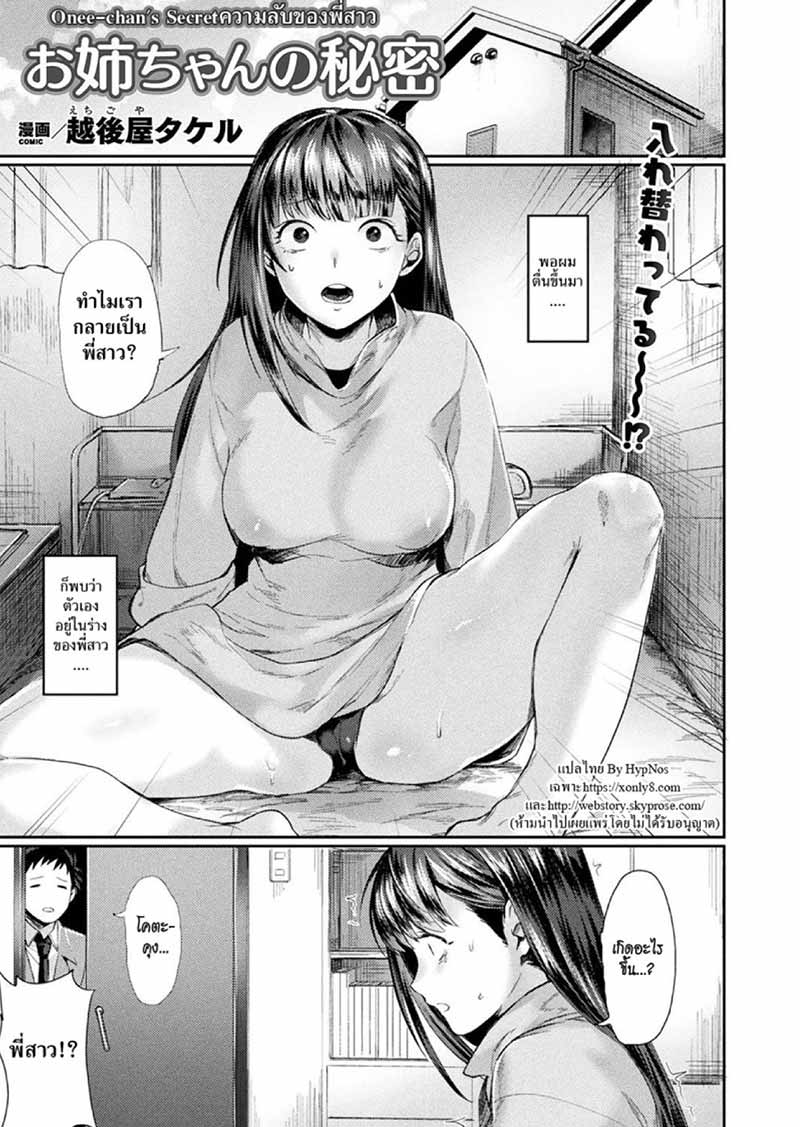 Onee-chan's Secretความลับของพี่สาว
お姉ちゃんの秘密
えちごや
漫画／越後屋タケル
COMIC
入れ替わってる～～～!?
พอผม
ตื่นขึ้นมา
....
ทำไมเรา
กลายเป็น
พี่สาว?
ก็พบว่า
ตัวเอง
อยู่ในร่าง
ของพี่สาว
....
แปลไทย By HypNos
เฉพาะ https://xonly8.com
และ http://webstory.skyprose.com/
(ห้ามนำไปเผยแพร่ โดยไม่ได้รับอนุญาต)
เกิดอะไร
ขึ้น...?
โคตะ-
คุง...
พี่สาว!?